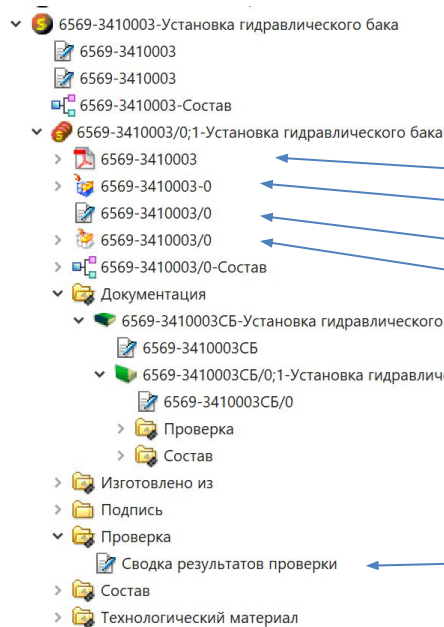 6569-3410003-Установка гидравлического бака
6569-3410003
6569-3410003
6569-3410003-Состав
6569-3410003/0;1-Установка гидравлического бака
6569-3410003
6569-3410003-0
6569-3410003/0
6569-3410003/0
6569-3410003/0-Состав
Документация
6569-3410003СБ-Установка гидравлического
6569-3410003СБ
6569-3410003СБ/0;1-Установка гидравличе
6569-3410003СБ/0
Проверка
Состав
Изготовлено из
Подпись
Проверка
Сводка результатов проверки
Состав
Технологический материал